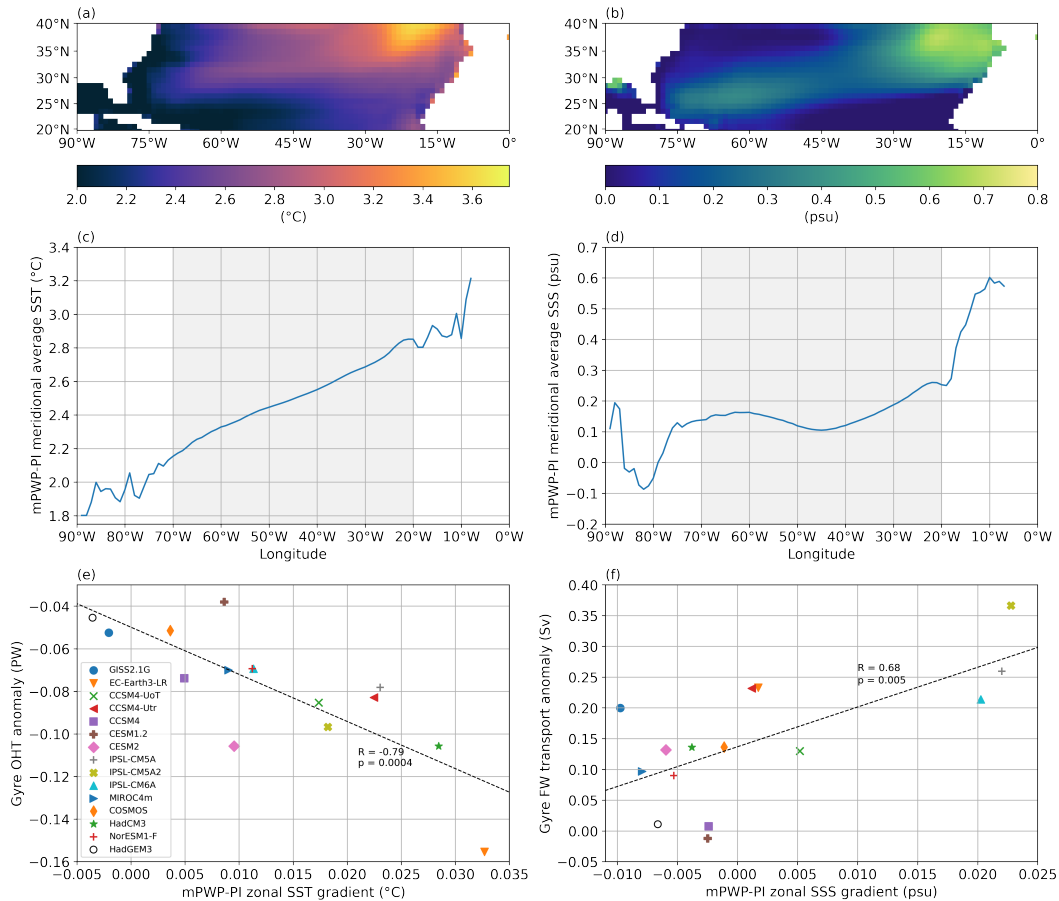 (a)
40°N
35°N
30°N
25°N
20°N
90°W 75°W 60°W 45°W 30°W 15°W 0°
2.0 2.2 2.4 2.6 2.8 3.0 3.2 3.4 3.6
(°C)
(b)
40°N
35°N
30°N
25°N
20°N
90°W 75°W 60°W 45°W 30°W 15°W 0°
0.0 0.1 0.2 0.3 0.4 0.5 0.6 0.7 0.8
(psu)
(c)
mPWP-PI meridional average SST (°C)
3.4
3.2
3.0
2.8
2.6
2.4
2.2
2.0
1.8
90°W 80°W 70°W 60°W 50°W 40°W 30°W 20°W 10°W 0°W
Longitude
(d)
mPWP-PI meridional average SSS (psu)
0.7
0.6
0.5
0.4
0.3
0.2
0.1
0.0
−0.1
−0.2
90°W 80°W 70°W 60°W 50°W 40°W 30°W 20°W 10°W 0°W
Longitude
(e)
Gyre OHT anomaly (PW)
−0.04
−0.06
−0.08
−0.10
−0.12
−0.14
−0.16
GISS2.1G
EC-Earth3-LR
CCSM4-UoT
CCSM4-Utr
CCSM4
CESM1.2
CESM2
IPSL-CM5A
IPSL-CM5A2
IPSL-CM6A
MIROC4m
COSMOS
HadCM3
NorESM1-F
HadGEM3
R = -0.79
p = 0.0004
−0.005 0.000 0.005 0.010 0.015 0.020 0.025 0.030 0.035
mPWP-PI zonal SST gradient (°C)
(f)
Gyre FW transport anomaly (Sv)
0.40
0.35
0.30
0.25
0.20
0.15
0.10
0.05
0.00
−0.05
R = 0.68
p = 0.005
−0.010 −0.005 0.000 0.005 0.010 0.015 0.020 0.025
mPWP-PI zonal SSS gradient (psu)